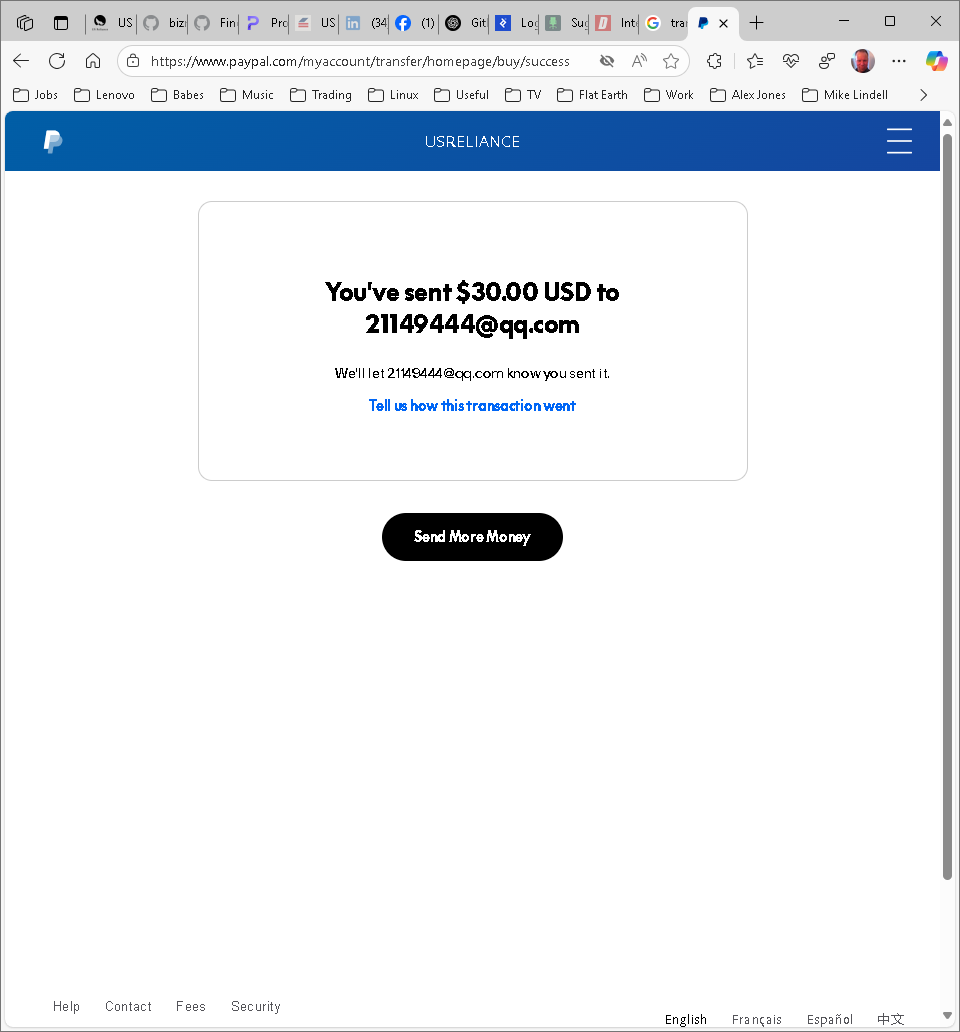 US
bizı
Fin
Pro
US
(34
(1)
Git
Log
Sug
Int
trai
https://www.paypal.com/myaccount/transfer/homepage/buy/success
Jobs
Lenovo
Babes
Music
Trading
Linux
Useful
TV
Flat Earth
Work
Alex Jones
Mike Lindell
USRELIANCE
You've sent $30.00 USD to
21149444@qq.com
We'll let 21149444@qq.com know you sent it.
Tell us how this transaction went
Send More Money
Help
Contact
Fees
Security
English
Français
Español
中文